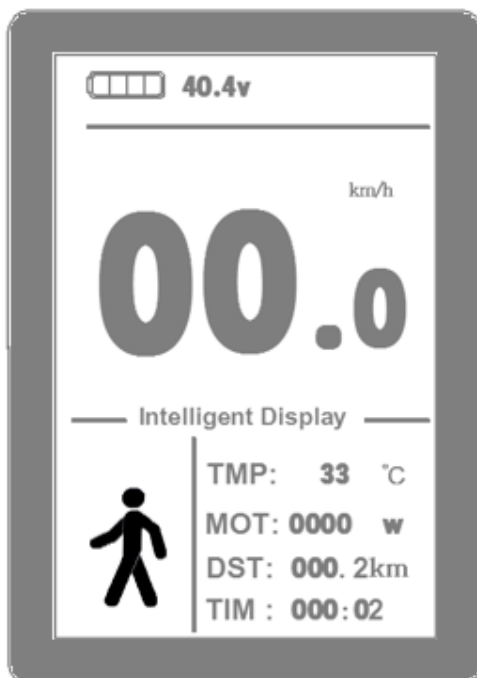 40.4v
km/h
00.0
Intelligent Display
TMP: 33 °C
MOT: 0000 w
DST: 000. 2km
TIM : 000:02